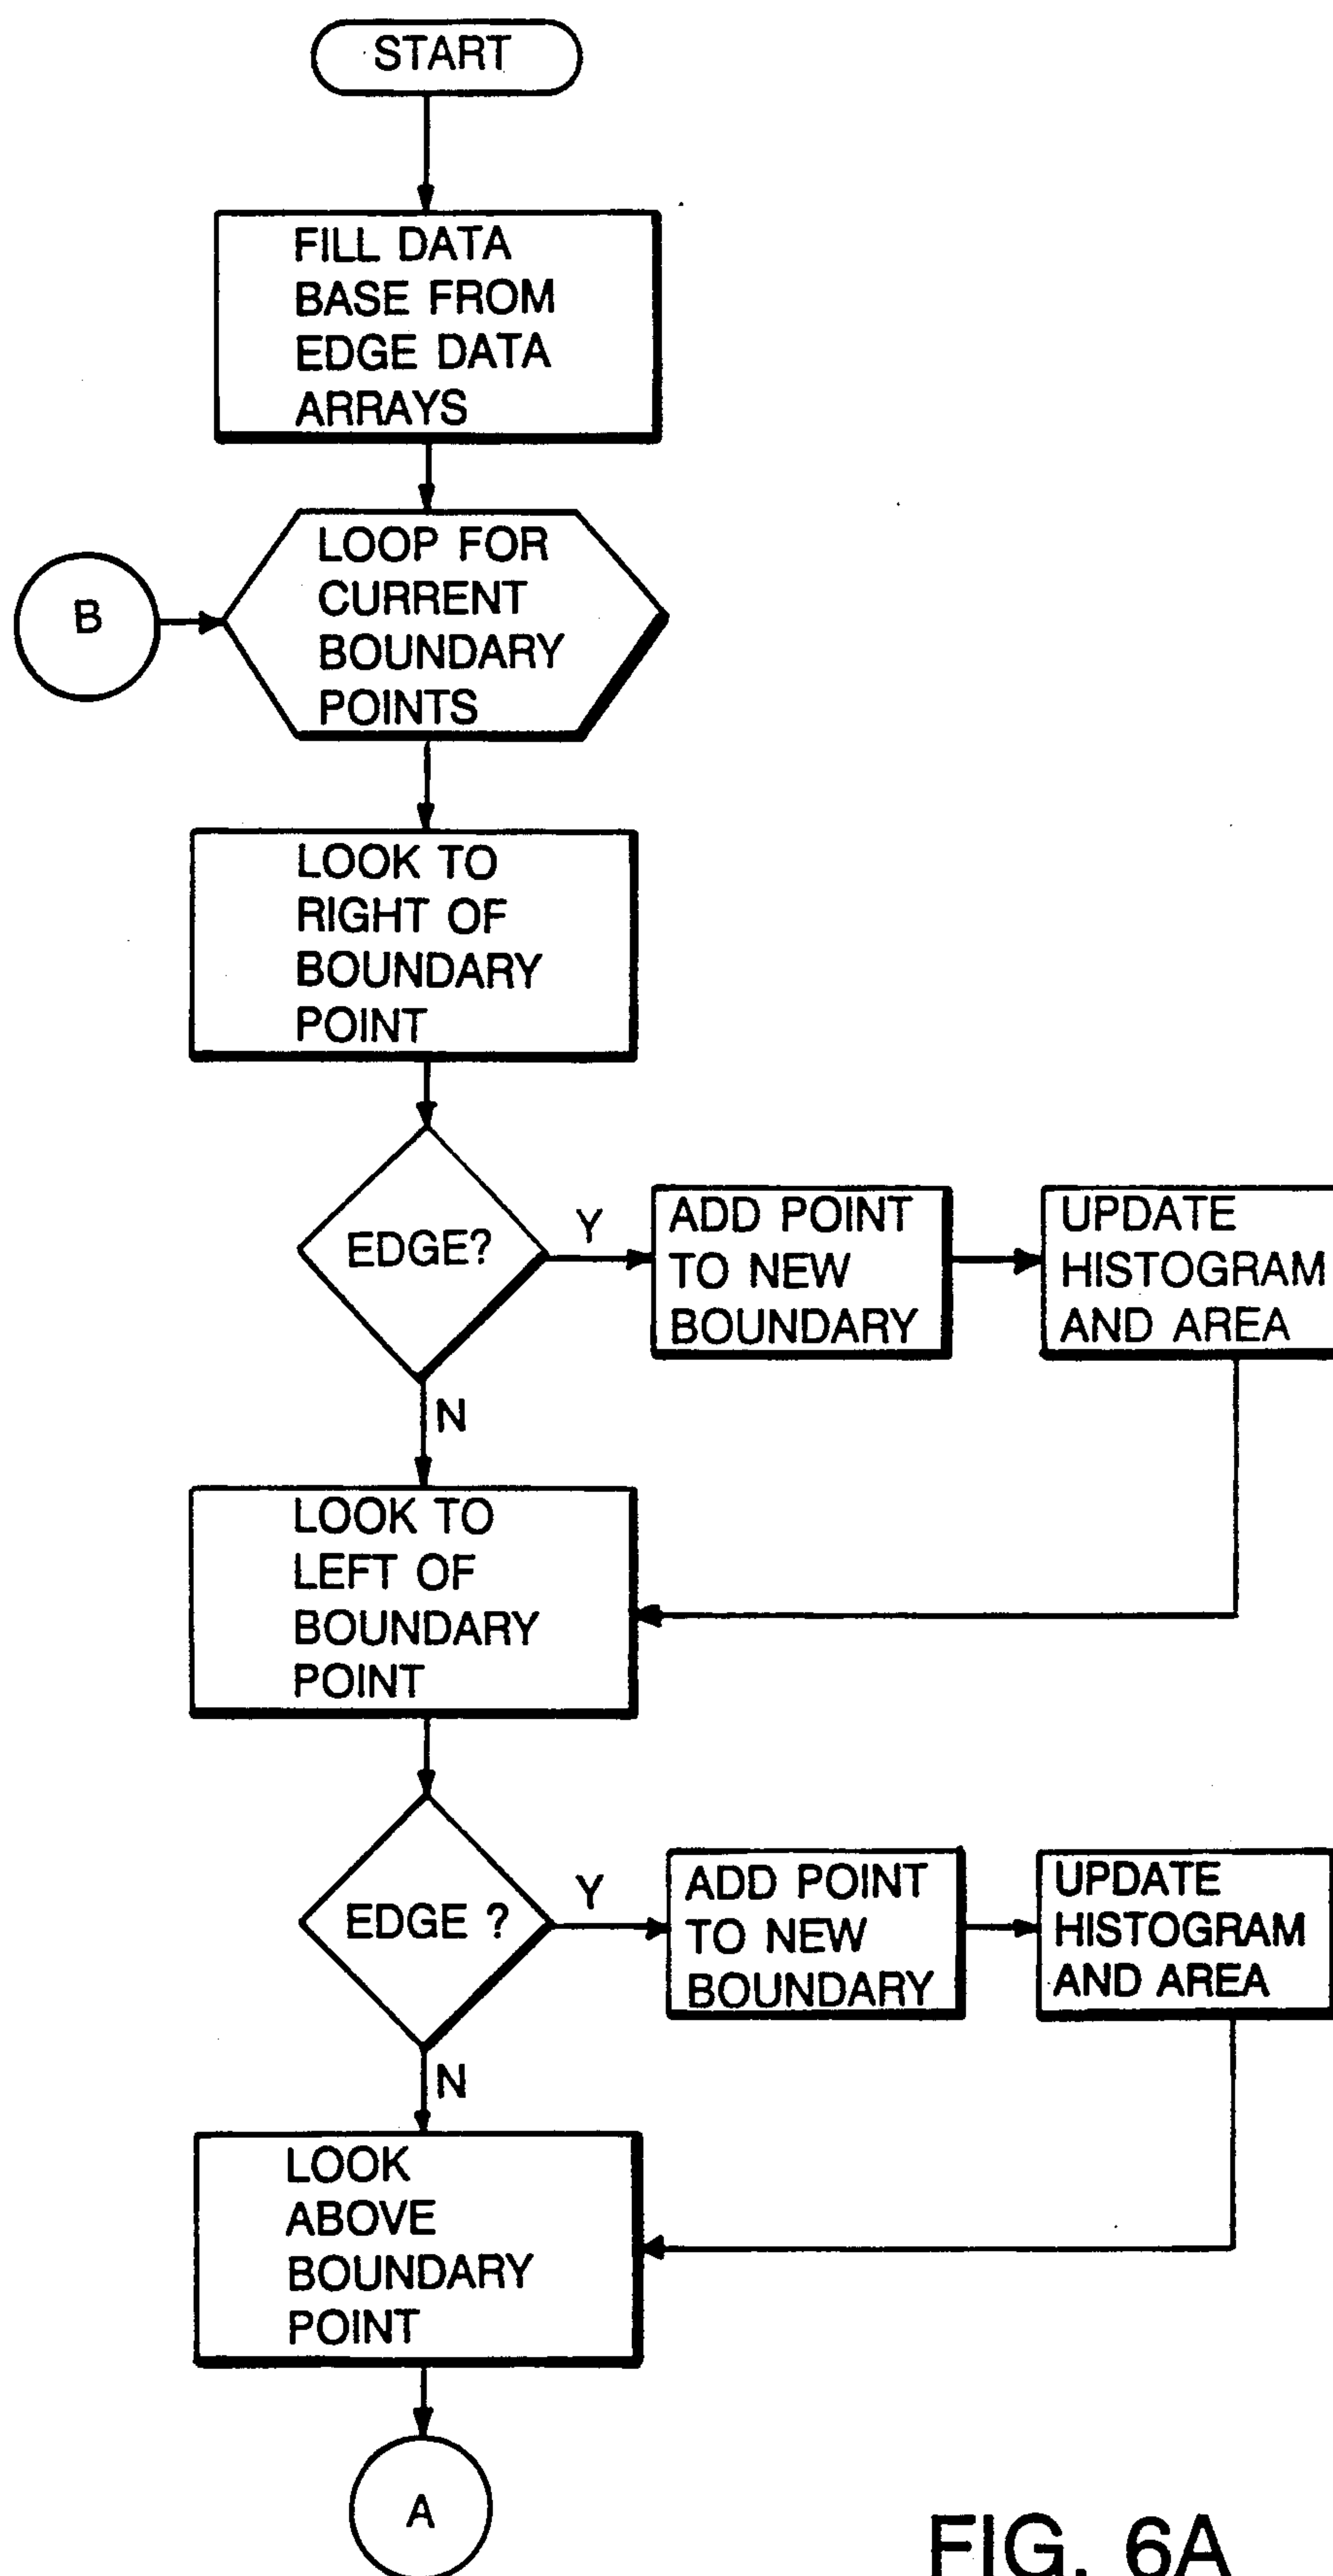 START
FILL DATA
BASE FROM
EDGE DATA
ARRAYS
B
LOOP FOR
CURRENT
BOUNDARY
POINTS
LOOK TO
RIGHT OF
BOUNDARY
POINT
EDGE?
Y
ADD POINT
TO NEW
BOUNDARY
UPDATE
HISTOGRAM
AND AREA
N
LOOK TO
LEFT OF
BOUNDARY
POINT
EDGE ?
Y
ADD POINT
TO NEW
BOUNDARY
UPDATE
HISTOGRAM
AND AREA
N
LOOK
ABOVE
BOUNDARY
POINT
A
FIG. 6A